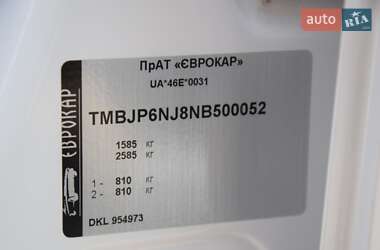 auto RIA
ПрАТ «ЄВРОКАР»
UA*46E*0031
TMBJP6NJ8NB500052
1585 кг
2585 кг
1 - 810 кг
2 - 810 кг
DKL 954973
ЄВРОКАР